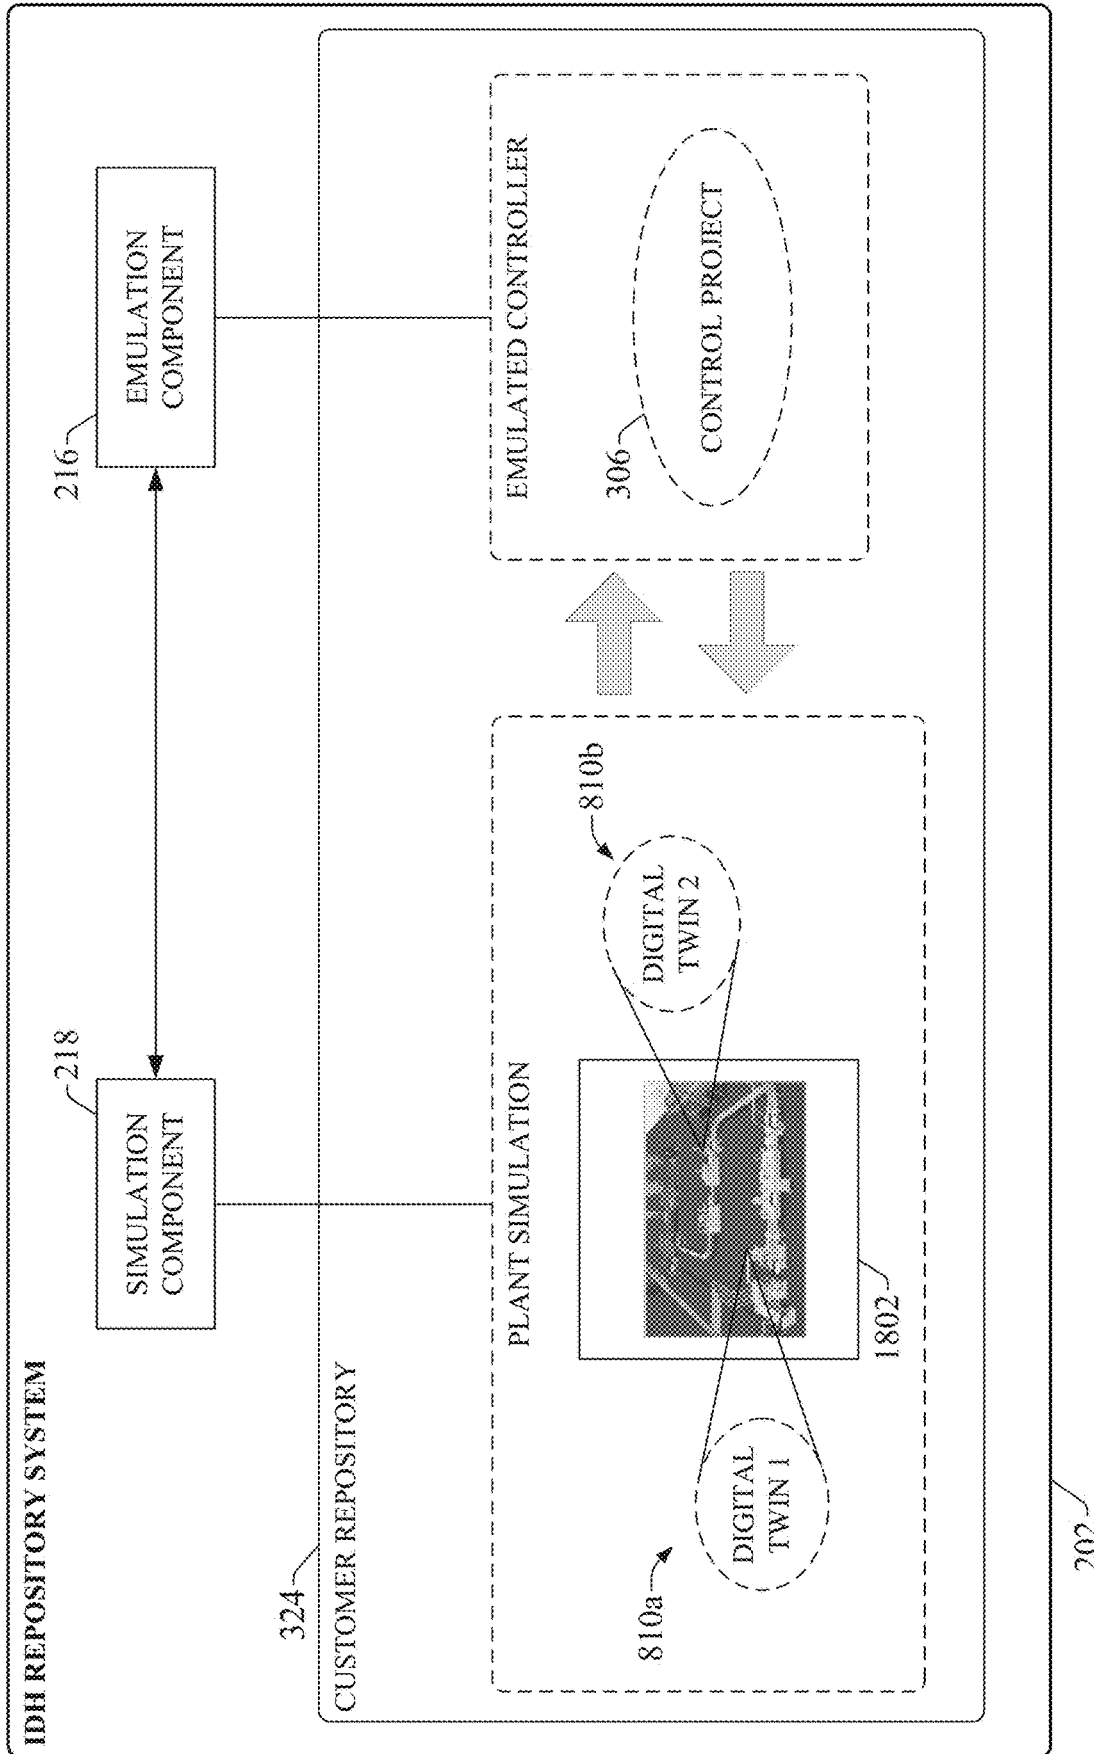 IDH REPOSITORY SYSTEM
218
SIMULATION
COMPONENT
216
EMULATION
COMPONENT
324
CUSTOMER REPOSITORY
PLANT SIMULATION
810a
DIGITAL
TWIN 1
1802
DIGITAL
TWIN 2
810b
EMULATED CONTROLLER
306
CONTROL PROJECT
202